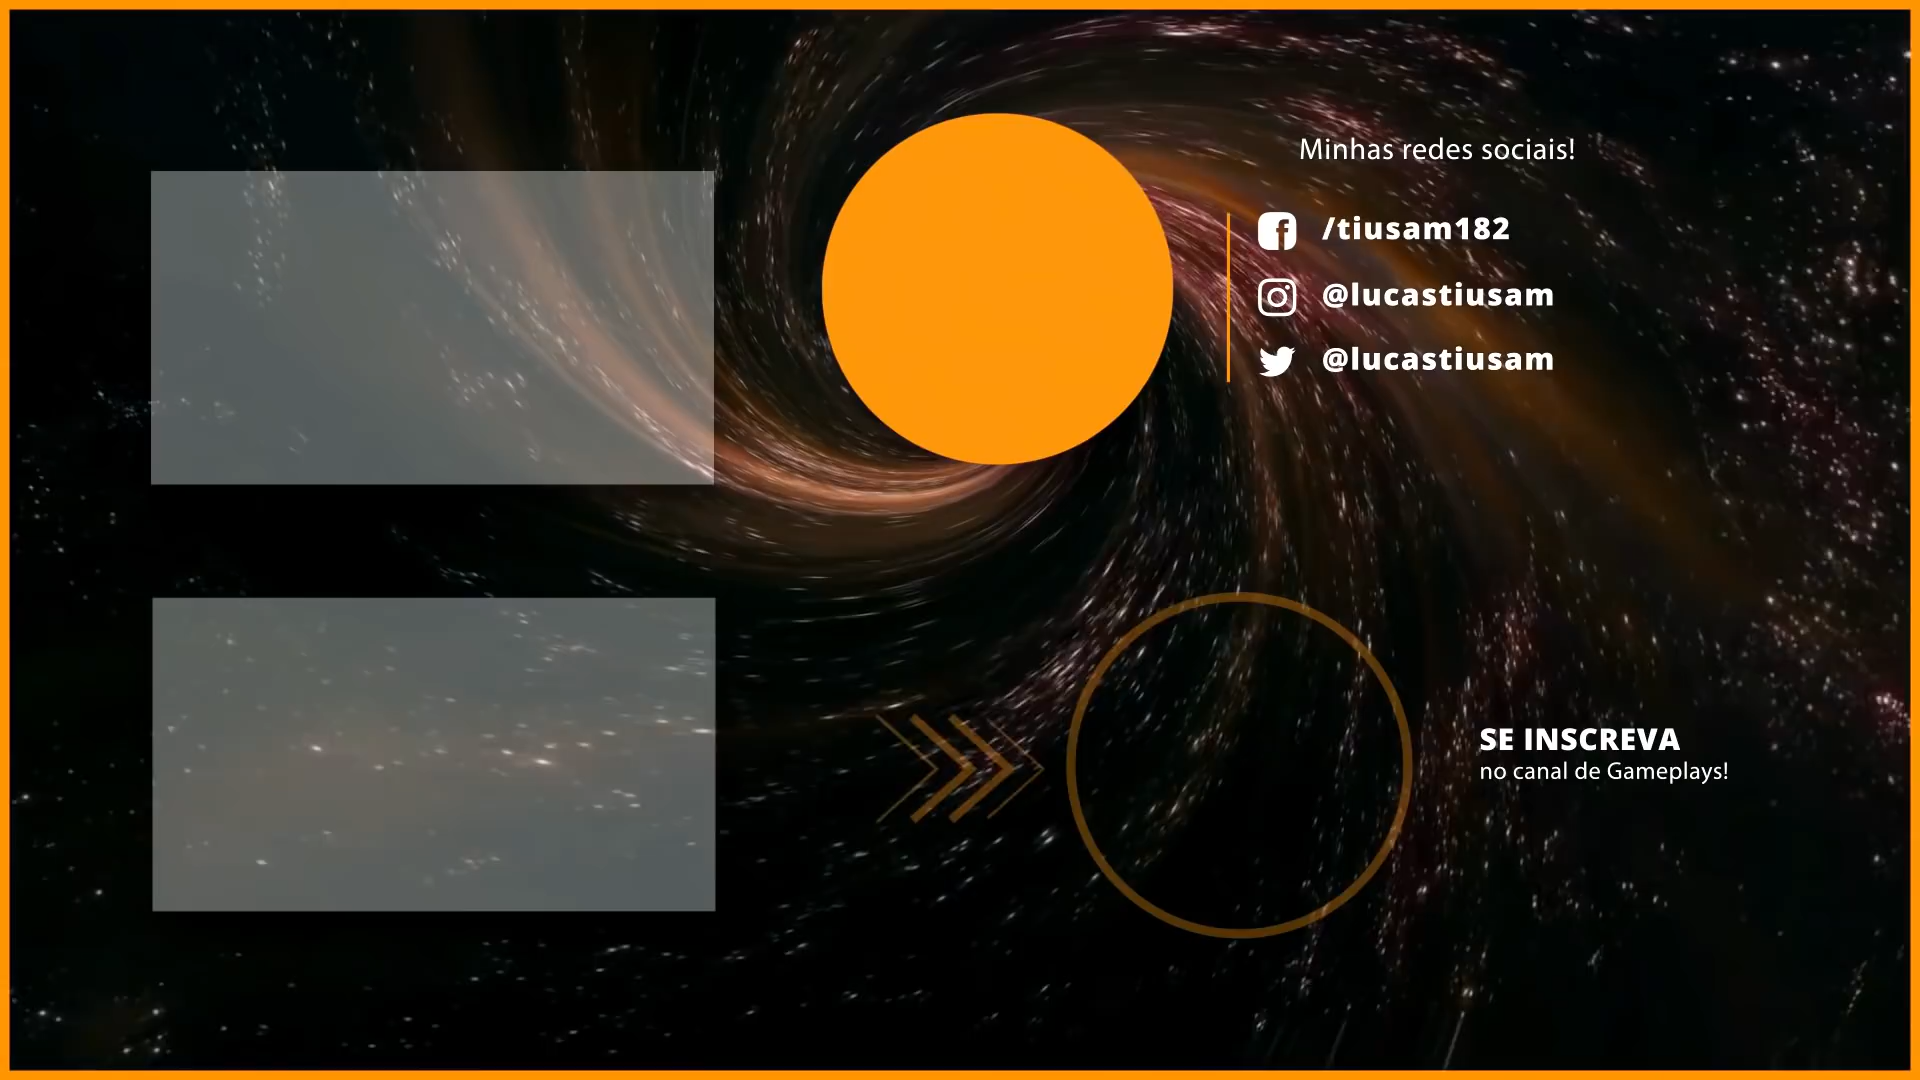 Minhas redes sociais!
/tiusam182
@lucastiusam
@lucastiusam
SE INSCREVA
no canal de Gameplays!